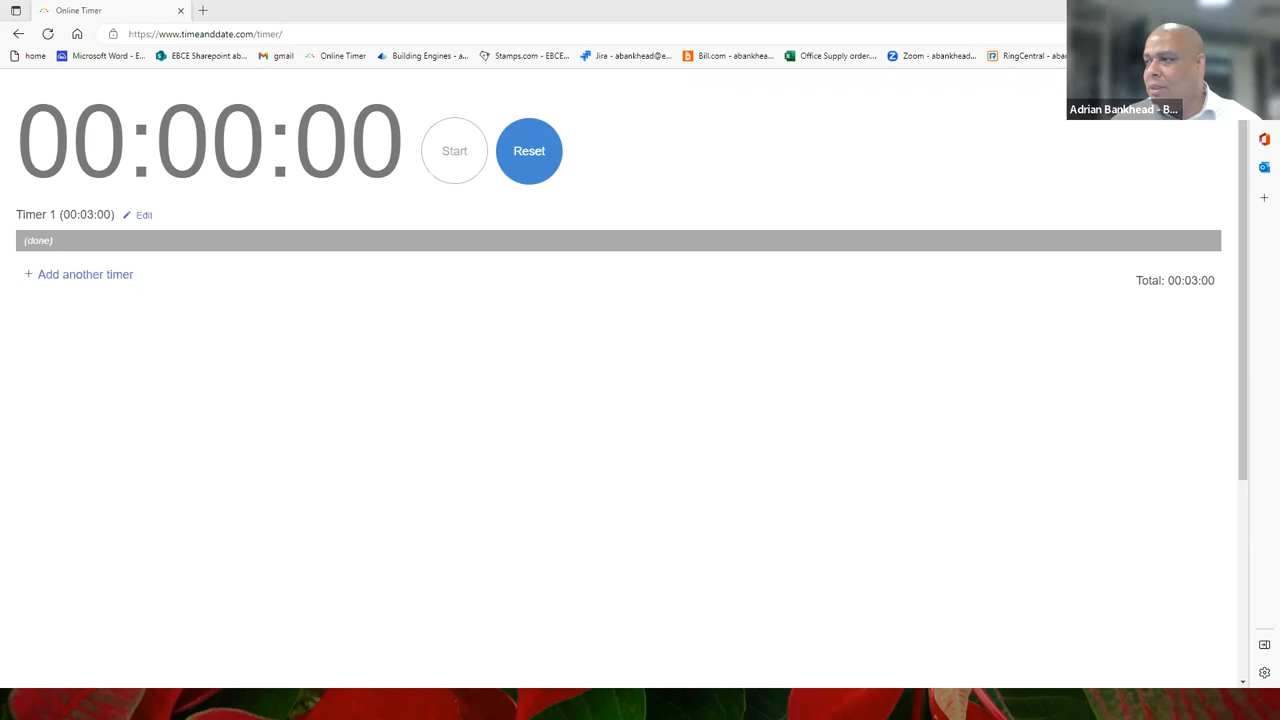 Online Timer
https://www.timeanddate.com/timer/
home
Microsoft Word - E...
EBCE Sharepoint ab...
gmail
Online Timer
Building Engines - a...
Stamps.com - EBCE...
Jira - abankhead@e...
Bill.com - abankhea...
Office Supply order....
Zoom - abankhead...
RingCentral - aban
Adrian Bankhead - B...
00:00:00
Start
Reset
Timer 1 (00:03:00)
Edit
(done)
+ Add another timer
Total: 00:03:00